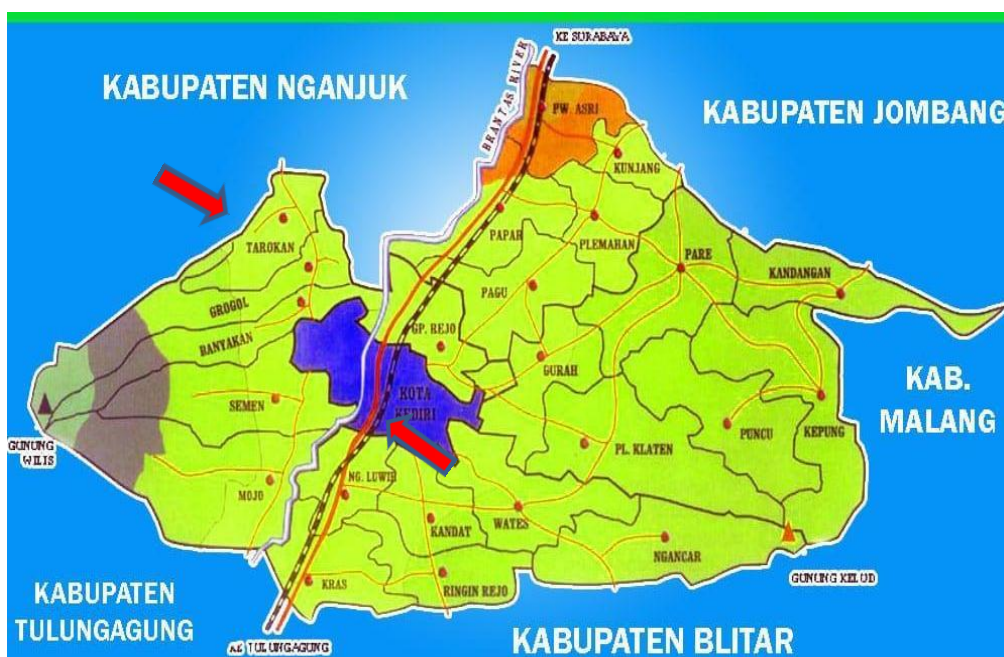 KE SURABAYA
BRANTAS RIVER
KABUPATEN NGANJUK
KABUPATEN JOMBANG
PW. ASRI
KUNJANG
PAPAR
PLEMAHAN
TAROKAN
PARE
KANDANGAN
PAGU
GROGOL
GP. REJO
BANYAKAN
GURAH
KAB.
MALANG
KOTA
KEDIRI
SEMEN
PUNCU
KEPUNG
GUNUNG
WILIS
PL. KLATEN
NG. LUWIH
MOJO
WATES
KANDAT
NGANCAR
GUNUNG KELUD
KRAS
RINGIN REJO
KABUPATEN
TULUNGAGUNG
KABUPATEN BLITAR
KE TULUNGAGUNG